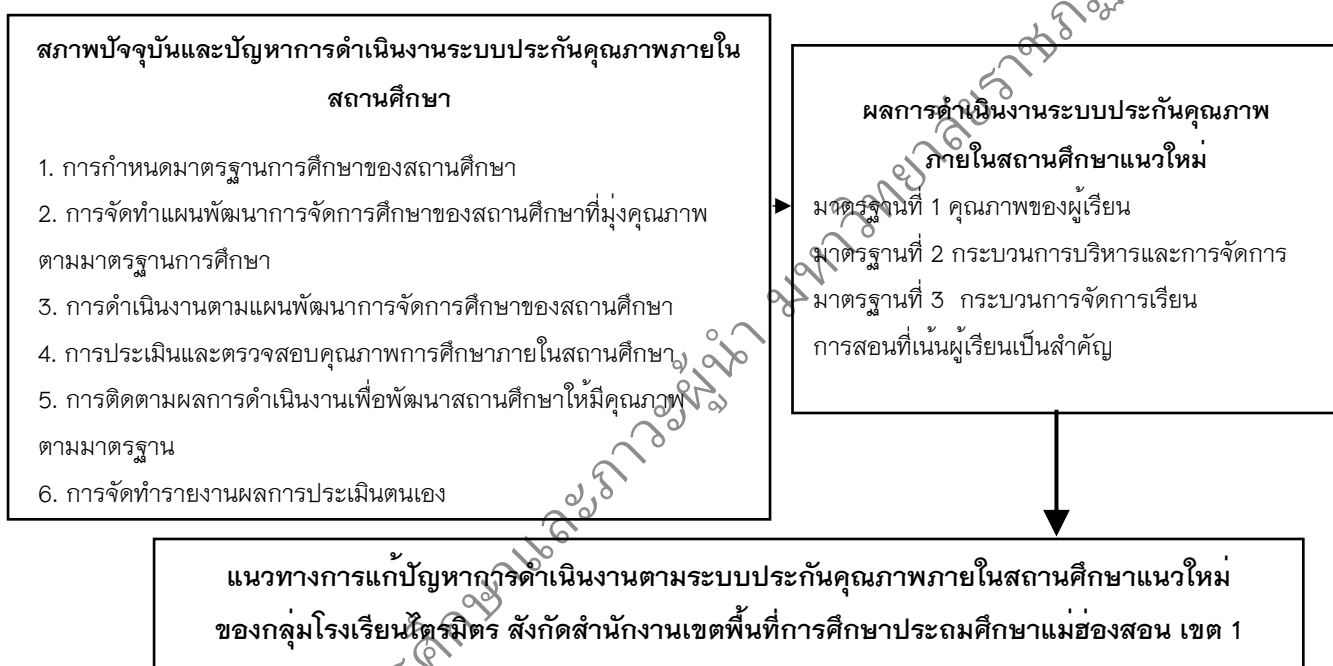 สภาพปัจจุบันและปัญหาการดำเนินงานระบบประกันคุณภาพภายใน
สถานศึกษา
1. การกำหนดมาตรฐานการศึกษาของสถานศึกษา
2. การจัดทำแผนพัฒนาการจัดการศึกษาของสถานศึกษาที่มุ่งคุณภาพ
ตามมาตรฐานการศึกษา
3. การดำเนินงานตามแผนพัฒนาการจัดการศึกษาของสถานศึกษา
4. การประเมินและตรวจสอบคุณภาพการศึกษาภายในสถานศึกษา
5. การติดตามผลการดำเนินงานเพื่อพัฒนาสถานศึกษาให้มีคุณภาพ
ตามมาตรฐาน
6. การจัดทำรายงานผลการประเมินตนเอง
ผลการดำเนินงานระบบประกันคุณภาพ
ภายในสถานศึกษาแนวใหม่
มาตรฐานที่ 1 คุณภาพของผู้เรียน
มาตรฐานที่ 2 กระบวนการบริหารและการจัดการ
มาตรฐานที่ 3 กระบวนการจัดการเรียน
การสอนที่เน้นผู้เรียนเป็นสำคัญ
แนวทางการแก้ปัญหาการดำเนินงานตามระบบประกันคุณภาพภายในสถานศึกษาแนวใหม่
ของกลุ่มโรงเรียนไตรมิตร สังกัดสำนักงานเขตพื้นที่การศึกษาประถมศึกษาแม่ฮ่องสอน เขต 1
ศึกษาและภาวะผู้นำ มหาวิทยาลัยราชภัฏ